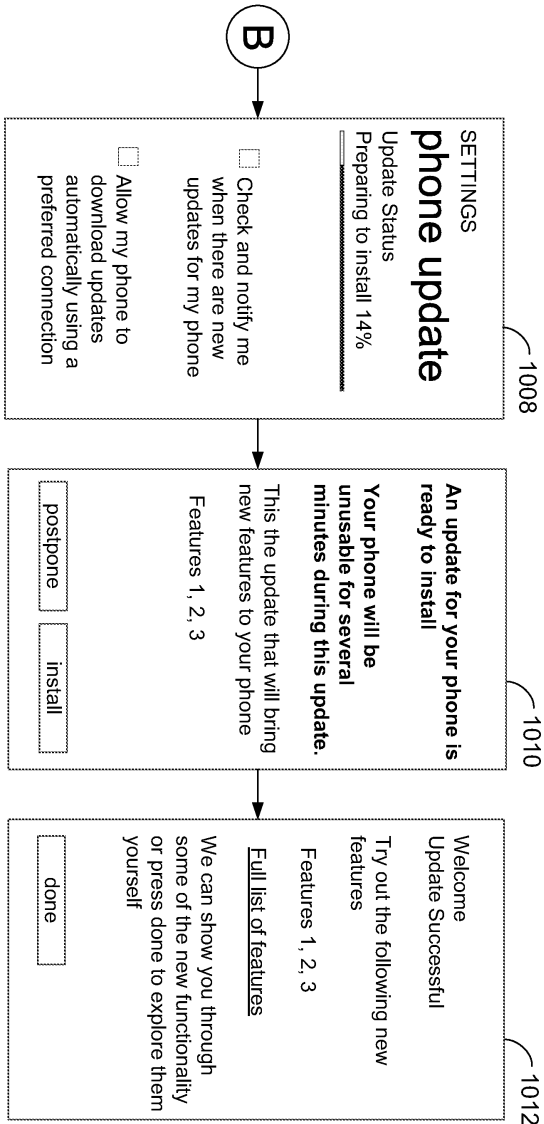 B
1008
SETTINGS
phone update
Update Status
Preparing to install 14%
Check and notify me
when there are new
updates for my phone
Allow my phone to
download updates
automatically using a
preferred connection
1010
An update for your phone is
ready to install
Your phone will be
unusable for several
minutes during this update.
This the update that will bring
new features to your phone
Features 1, 2, 3
postpone
install
1012
Welcome
Update Successful
Try out the following new
features
Features 1, 2, 3
Full list of features
We can show you through
some of the new functionality
or press done to explore them
yourself
done